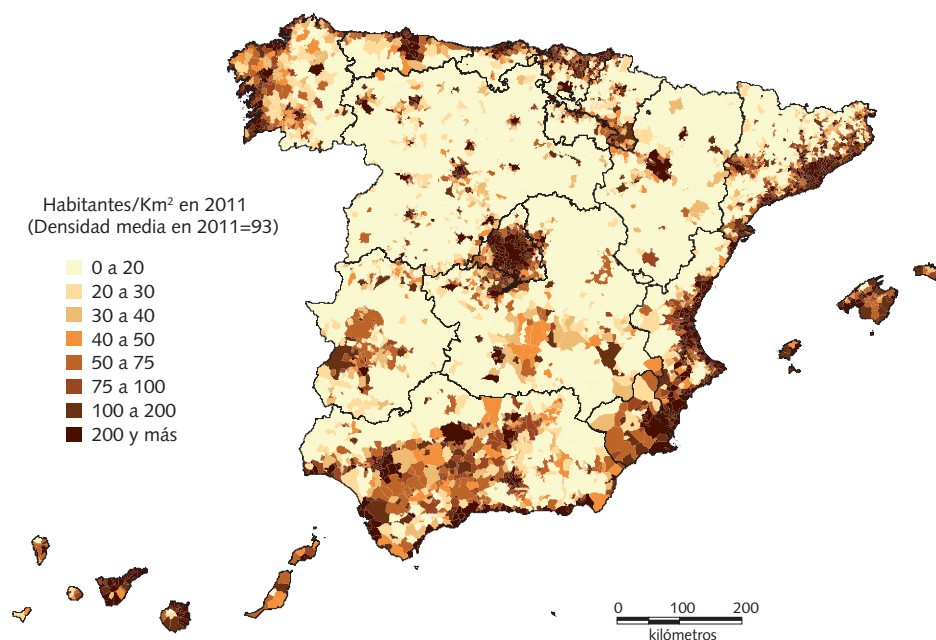 Habitantes/Km² en 2011
(Densidad media en 2011=93)
0 a 20
20 a 30
30 a 40
40 a 50
50 a 75
75 a 100
100 a 200
200 y más
0 100 200
kilómetros